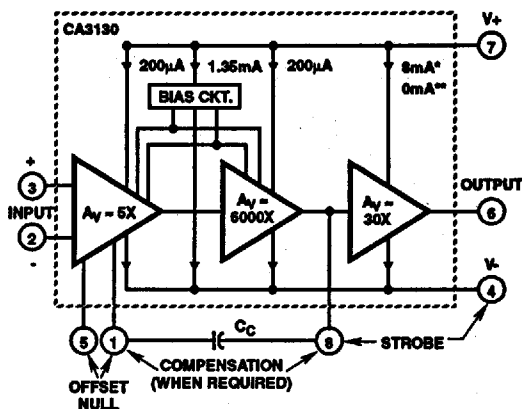 CA3130
V+
7
200μA
1.35mA
200μA
8mA*
0mA**
BIAS CKT.
+
3
INPUT
2
-
AV ~ 5X
AV ~
6000X
AV ~
30X
OUTPUT
6
V-
4
5
1
CC
8
STROBE
OFFSET
NULL
COMPENSATION
(WHEN REQUIRED)